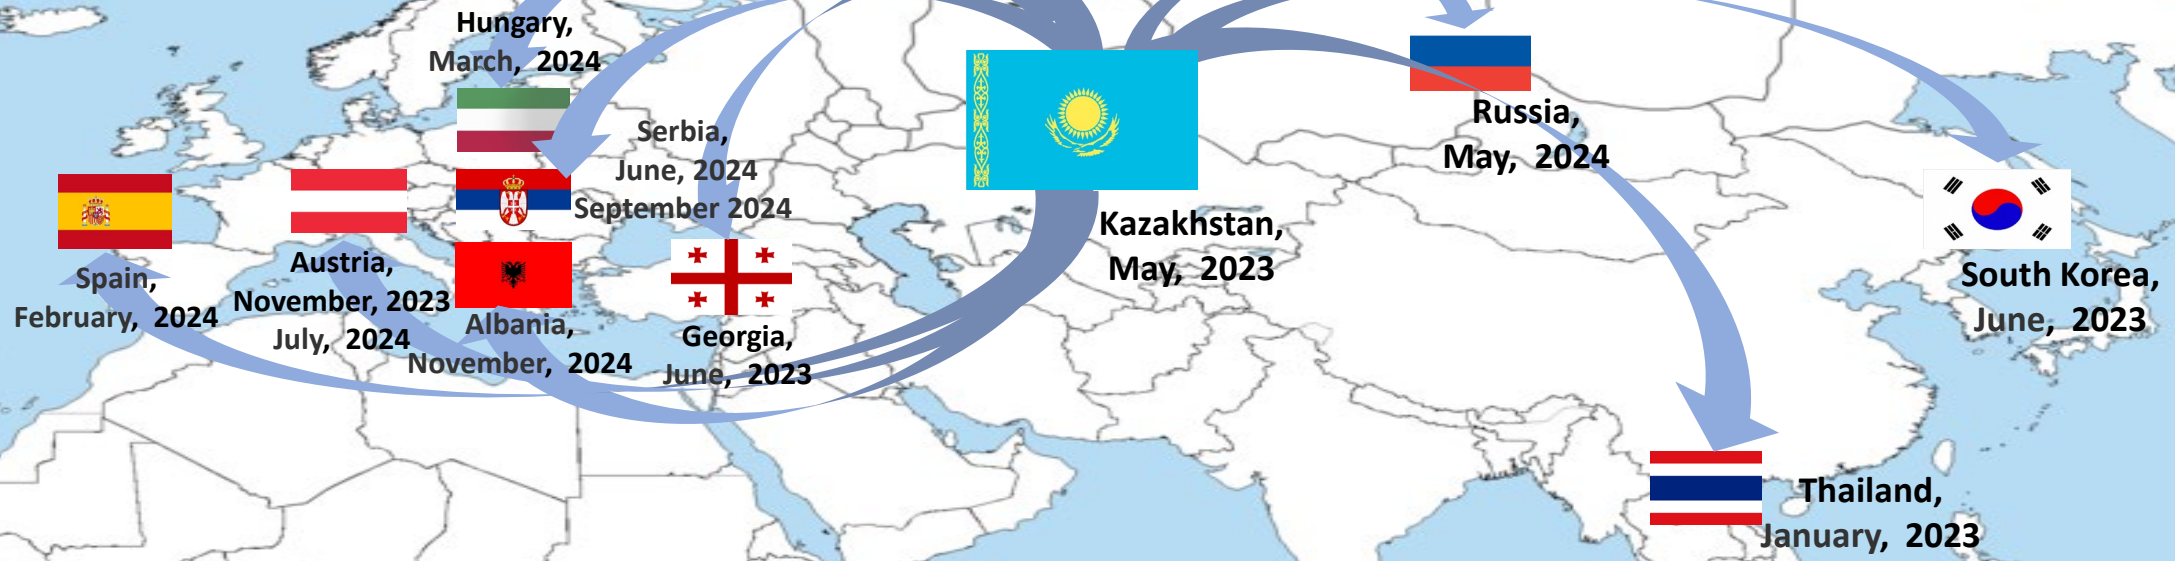 Hungary,
March, 2024
Serbia,
June, 2024
September 2024
Spain,
February, 2024
Austria,
November, 2023
July, 2024
Albania,
November, 2024
Georgia,
June, 2023
Kazakhstan,
May, 2023
Russia,
May, 2024
South Korea,
June, 2023
Thailand,
January, 2023